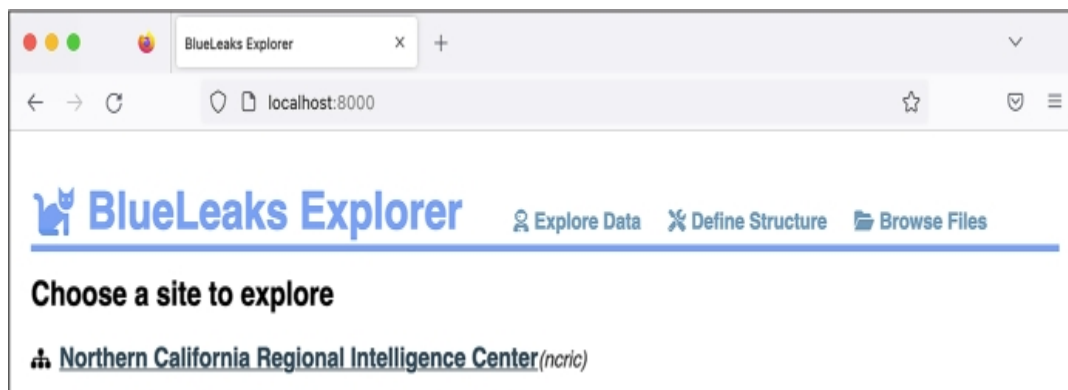 BlueLeaks Explorer
localhost:8000
BlueLeaks Explorer Explore Data Define Structure Browse Files
Choose a site to explore
Northern California Regional Intelligence Center(ncric)